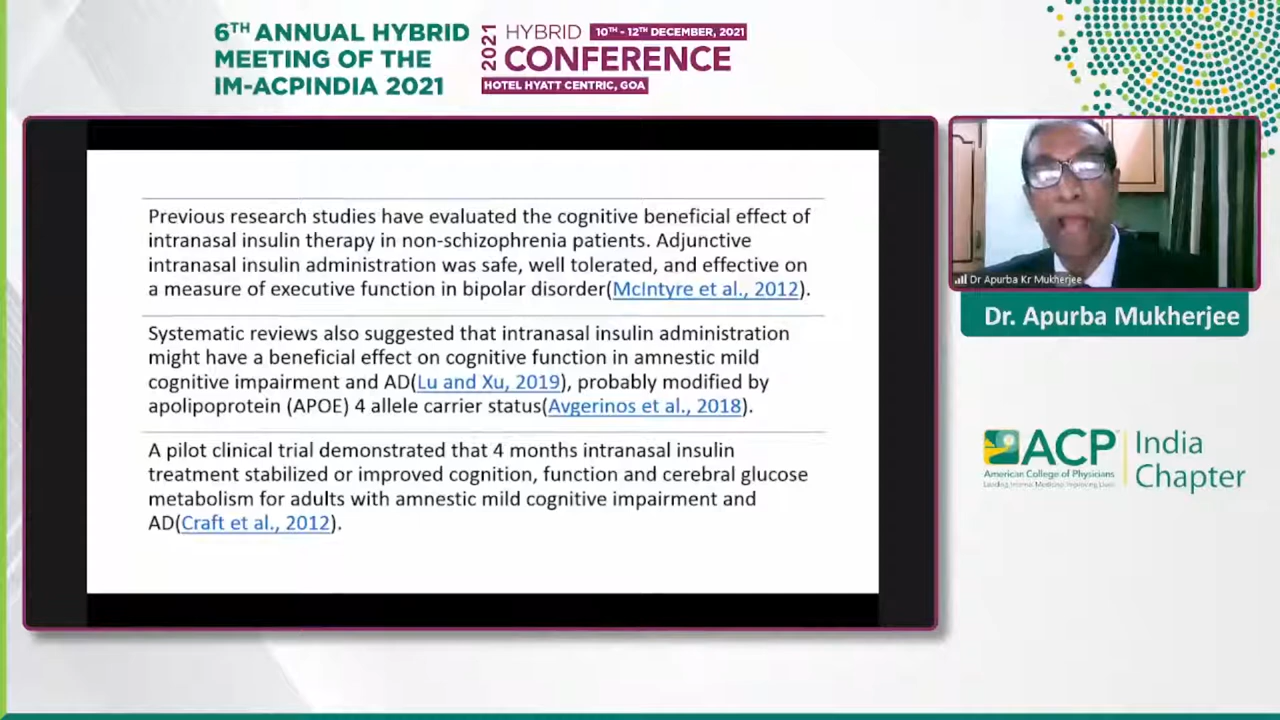 6TH ANNUAL HYBRID
MEETING OF THE
IM-ACPINDIA 2021
2021
HYBRID 10TH - 12TH DECEMBER, 2021
CONFERENCE
HOTEL HYATT CENTRIC, GOA
Previous research studies have evaluated the cognitive beneficial effect of
intranasal insulin therapy in non-schizophrenia patients. Adjunctive
intranasal insulin administration was safe, well tolerated, and effective on
a measure of executive function in bipolar disorder(McIntyre et al., 2012).
Systematic reviews also suggested that intranasal insulin administration
might have a beneficial effect on cognitive function in amnestic mild
cognitive impairment and AD(Lu and Xu, 2019), probably modified by
apolipoprotein (APOE) 4 allele carrier status(Avgerinos et al., 2018).
A pilot clinical trial demonstrated that 4 months intranasal insulin
treatment stabilized or improved cognition, function and cerebral glucose
metabolism for adults with amnestic mild cognitive impairment and
AD(Craft et al., 2012).
Dr Apurba Kr Mukherjee
Dr. Apurba Mukherjee
ACP
American College of Physicians
Leading Internal Medicine, Improving Lives
India
Chapter